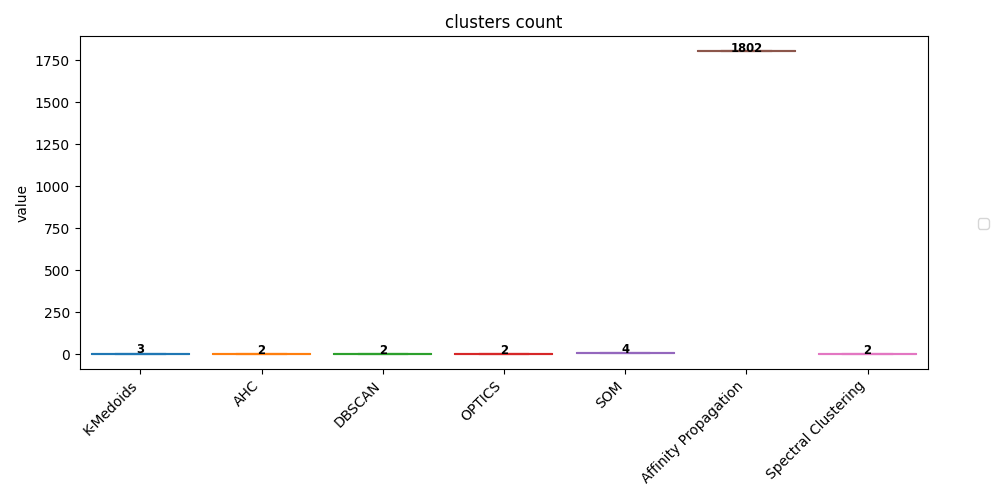 clusters count
value
1750
1500
1250
1000
750
500
250
0
3
2
2
2
4
1802
2
K-Medoids
AHC
DBSCAN
OPTICS
SOM
Affinity Propagation
Spectral Clustering